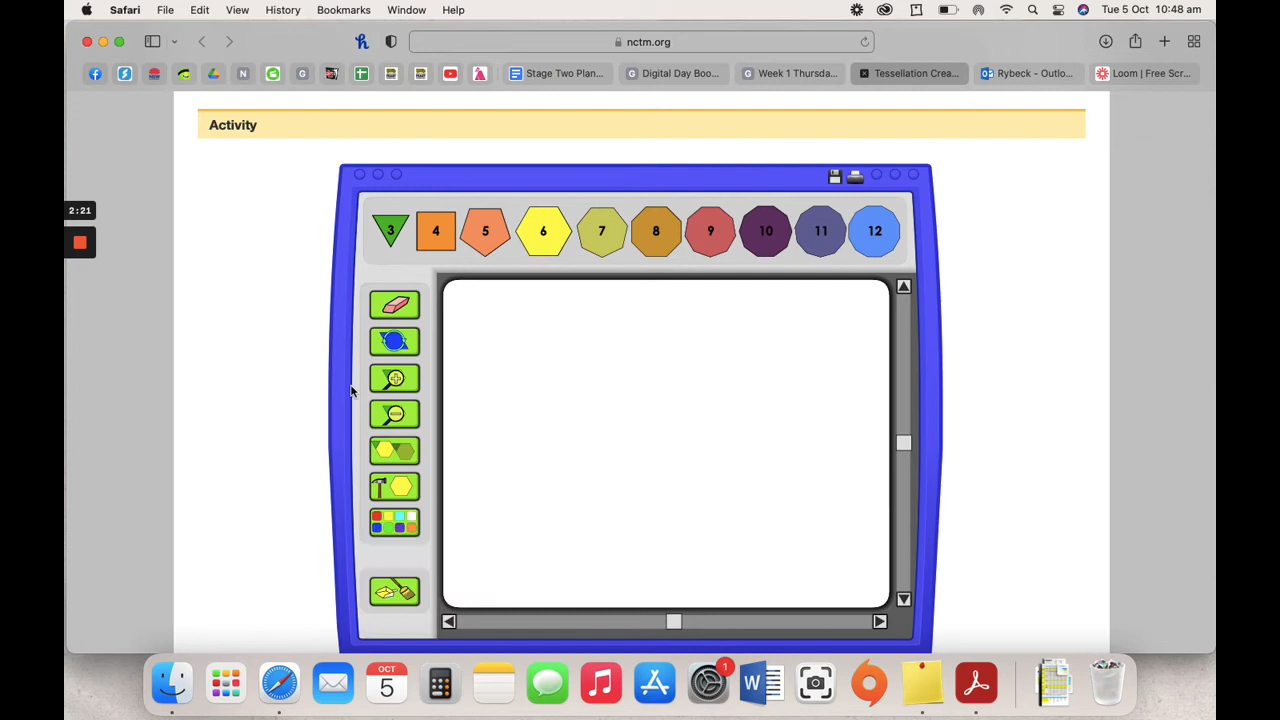 Safari File Edit View History Bookmarks Window Help Tue 5 Oct 10:48 am
nctm.org
Stage Two Plan... Digital Day Boo... Week 1 Thursda... Tessellation Crea... Rybeck - Outlo... Loom | Free Scr...
Activity
2:21
3 4 5 6 7 8 9 10 11 12
OCT
5
1
W